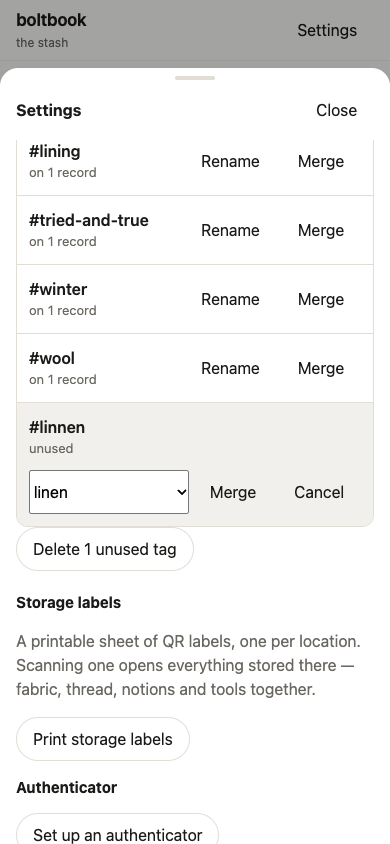 boltbook
the stash
Settings
Settings
Close
#lining
on 1 record
Rename
Merge
#tried-and-true
on 1 record
Rename
Merge
#winter
on 1 record
Rename
Merge
#wool
on 1 record
Rename
Merge
#linnen
unused
linen
Merge
Cancel
Delete 1 unused tag
Storage labels
A printable sheet of QR labels, one per location.
Scanning one opens everything stored there —
fabric, thread, notions and tools together.
Print storage labels
Authenticator
Set up an authenticator